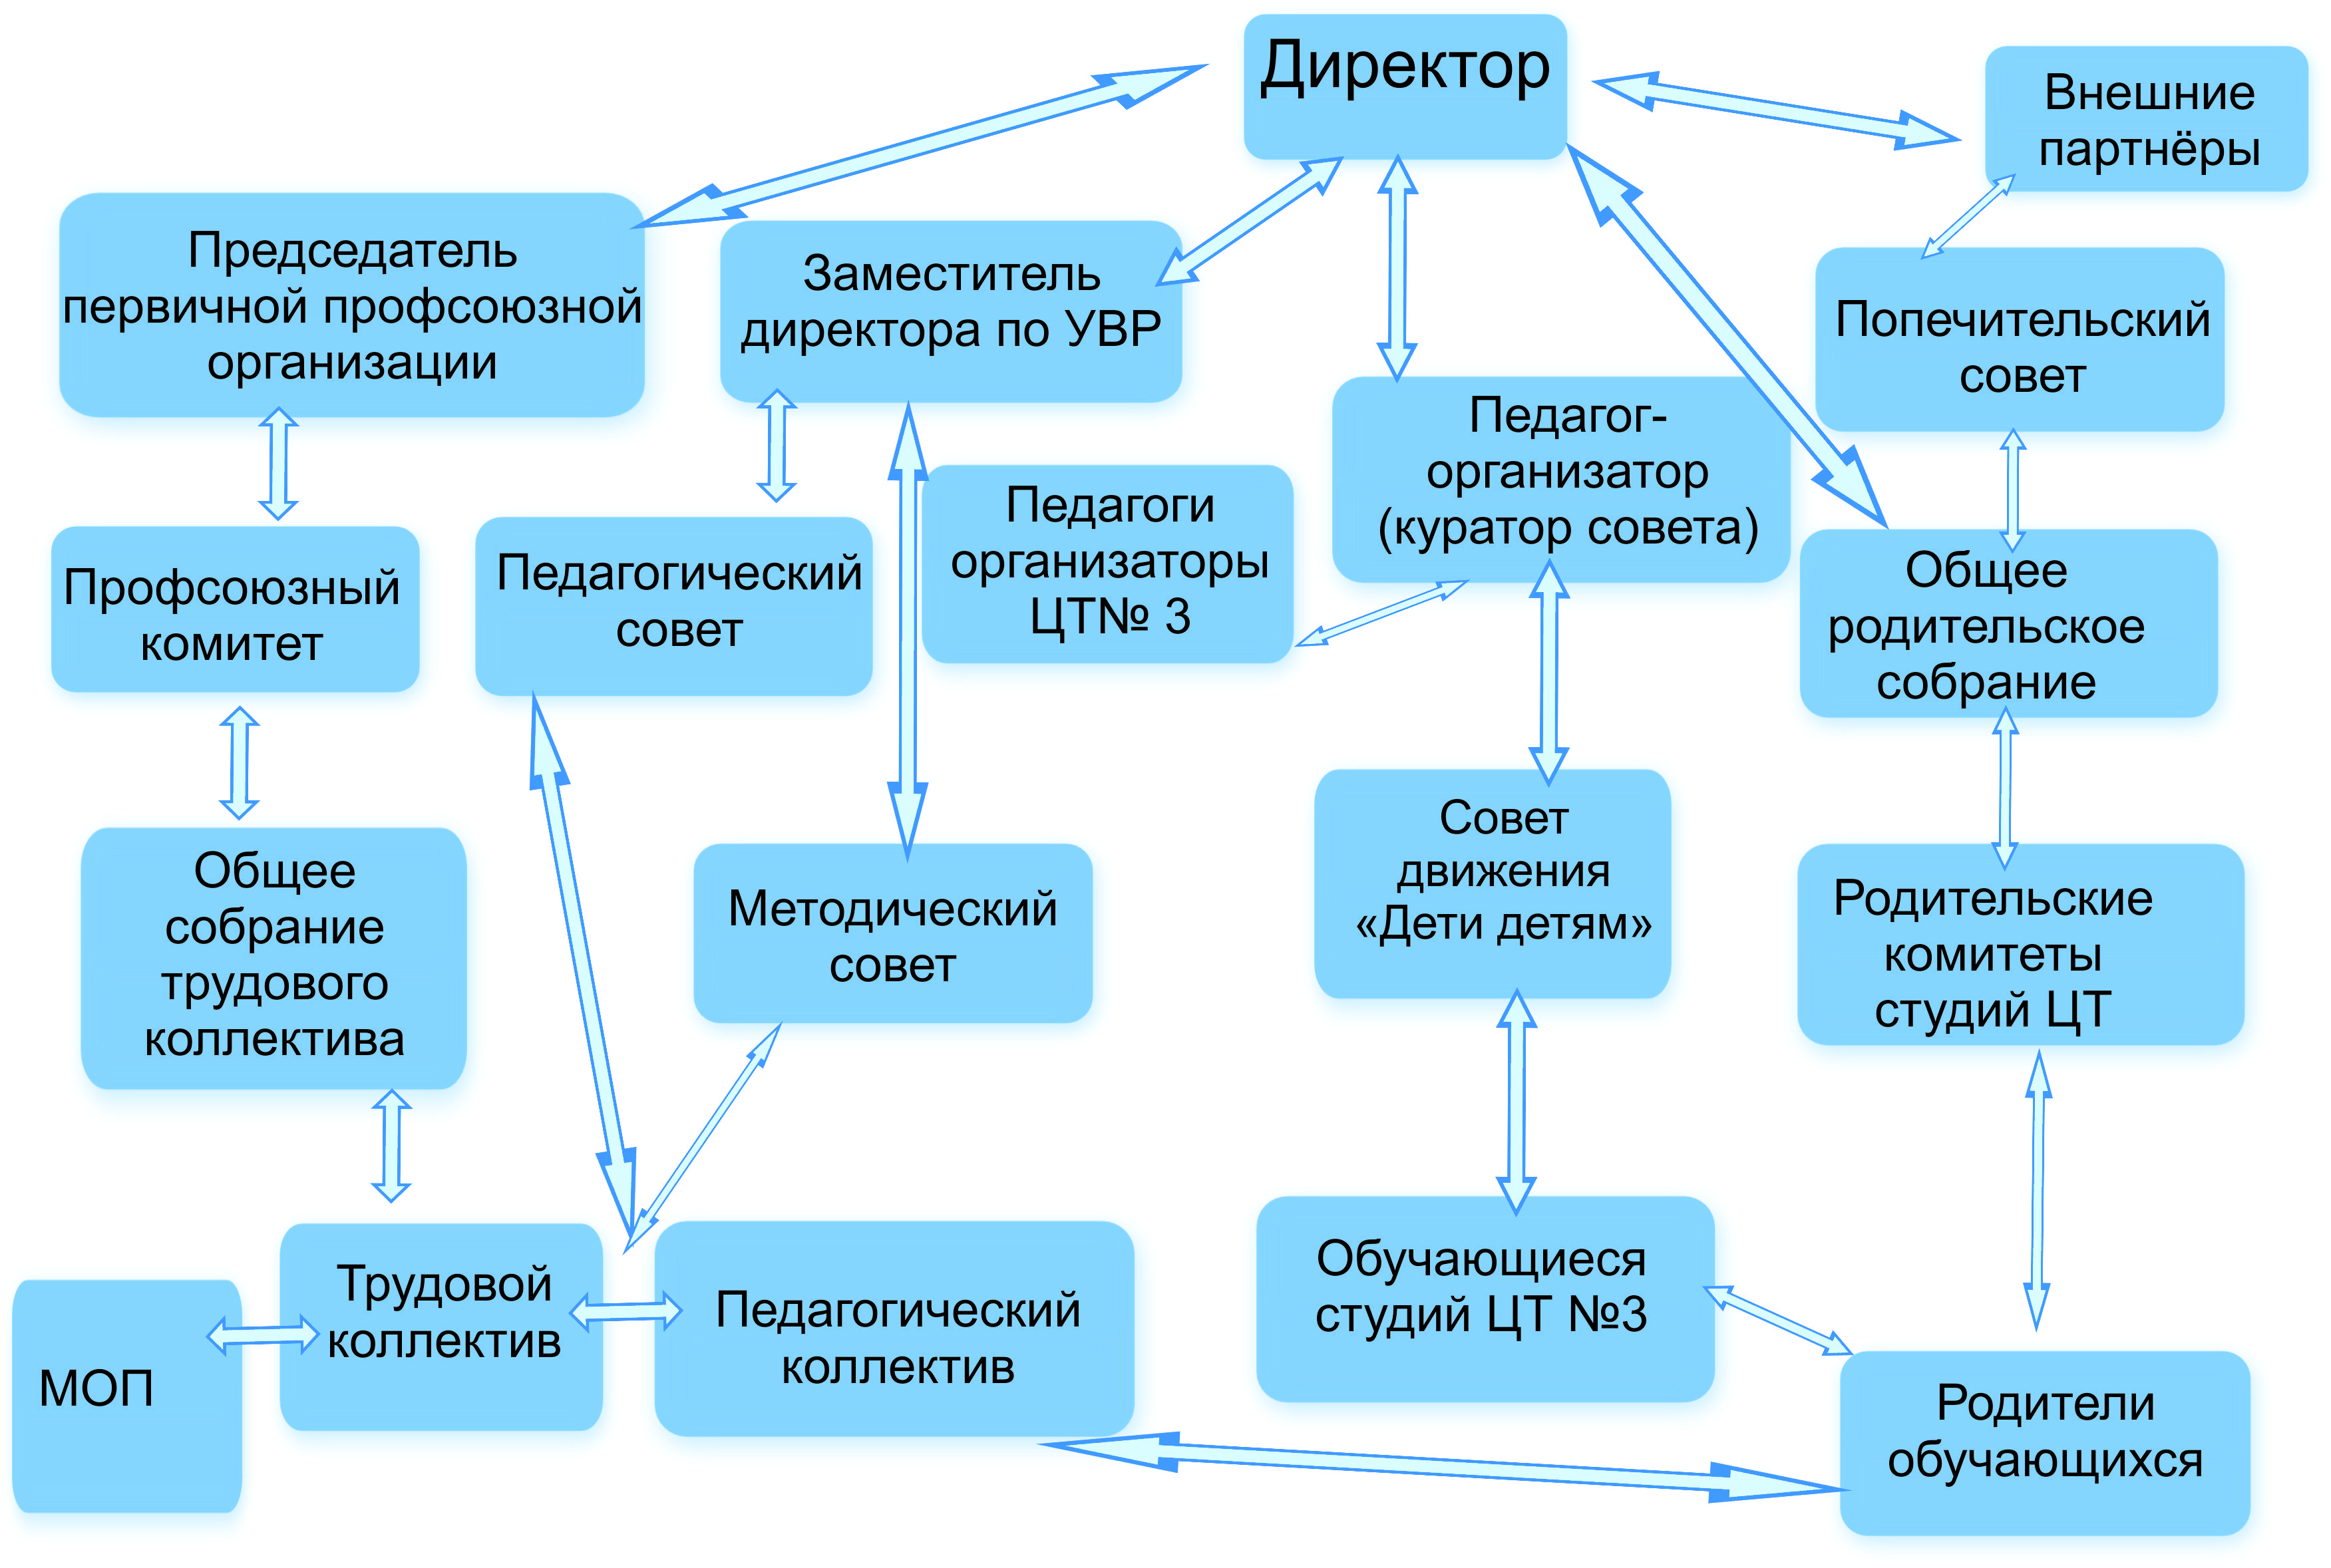 Директор
Внешние
партнёры
Председатель
первичной профсоюзной
организации
Заместитель
директора по УВР
Попечительский
совет
Педагог-
организатор
(куратор совета)
Педагоги
организаторы
ЦТ№ 3
Профсоюзный
комитет
Педагогический
совет
Общее
родительское
собрание
Общее
собрание
трудового
коллектива
Методический
совет
Совет
движения
«Дети детям»
Родительские
комитеты
студий ЦТ
МОП
Трудовой
коллектив
Педагогический
коллектив
Обучающиеся
студий ЦТ №3
Родители
обучающихся